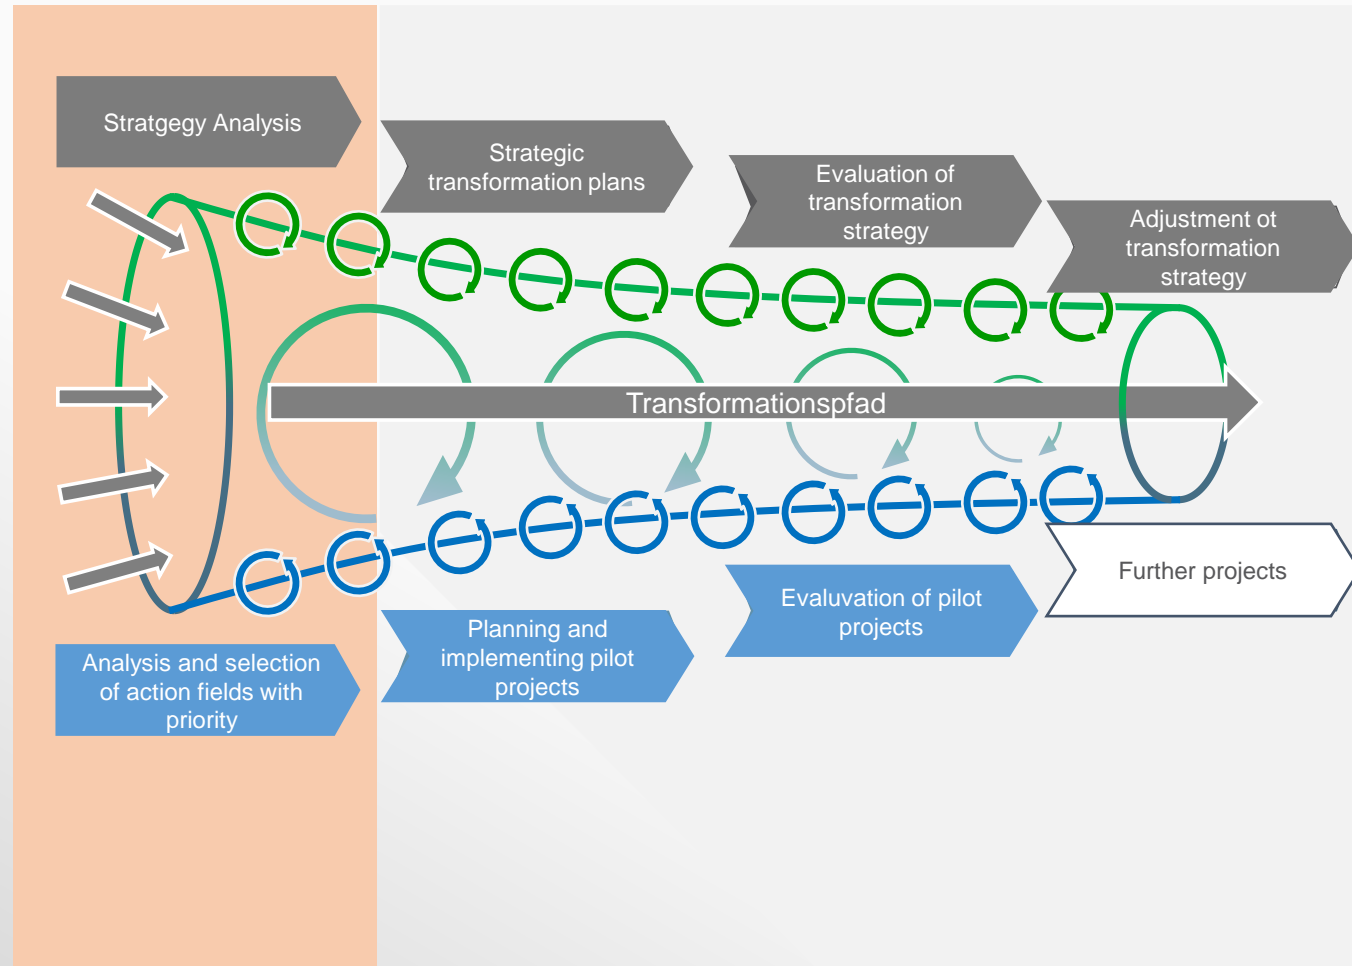 Stratgegy Analysis
Strategic
transformation plans
Evaluation of
transformation
strategy
Adjustment ot
transformation
strategy
Transformationspfad
Further projects
Evaluvation of pilot
projects
Planning and
implementing pilot
projects
Analysis and selection
of action fields with
priority